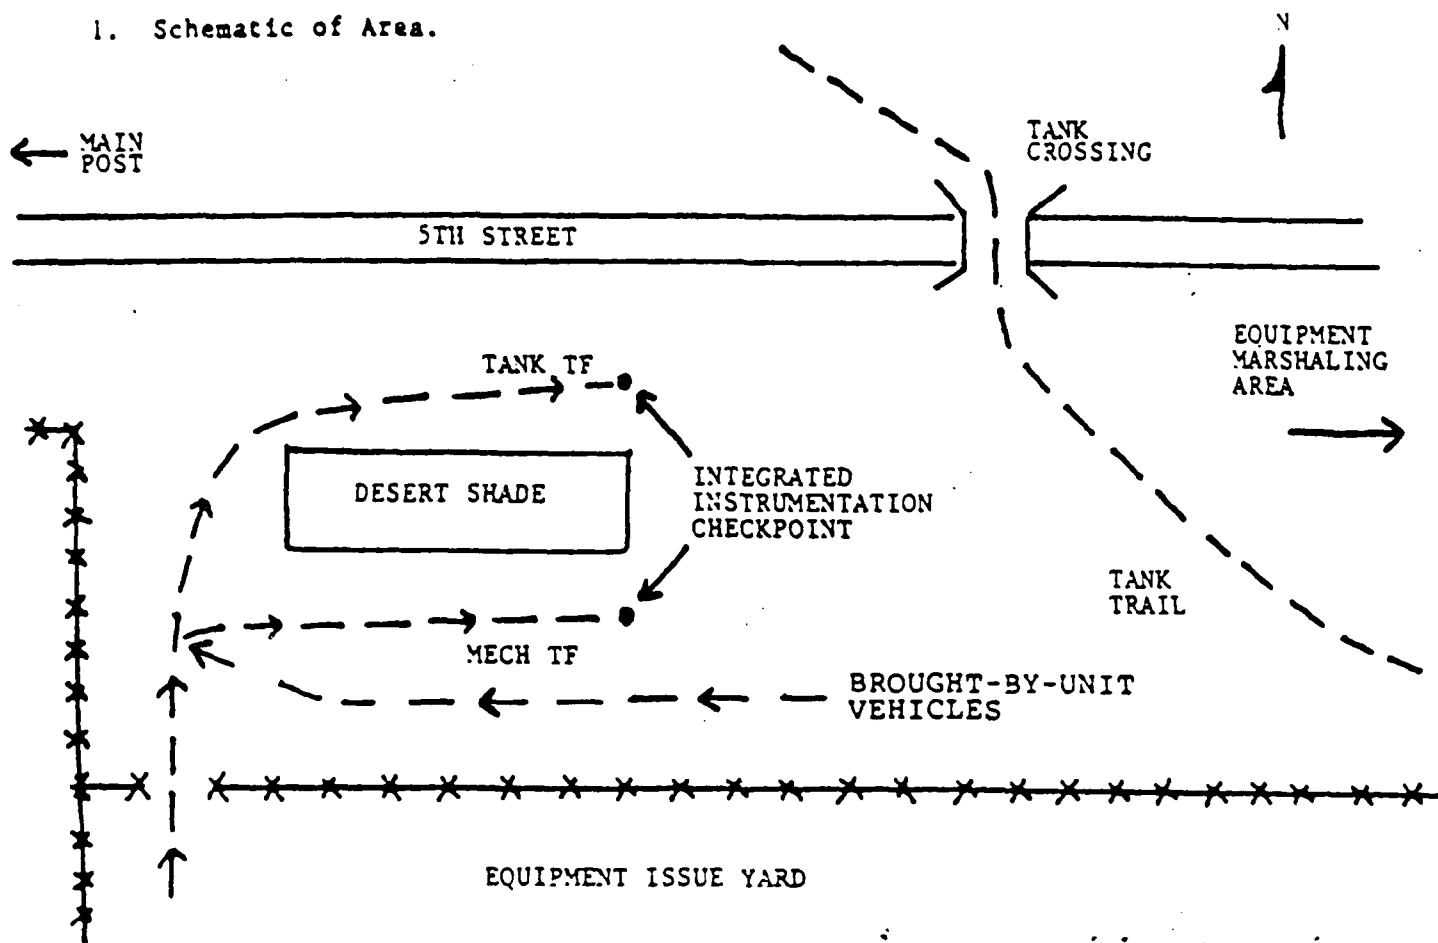 1. Schematic of Area.
N
MAIN
POST
TANK
CROSSING
5TH STREET
EQUIPMENT
MARSHALING
AREA
TANK TF
DESERT SHADE
INTEGRATED
INSTRUMENTATION
CHECKPOINT
TANK
TRAIL
MECH TF
BROUGHT-BY-UNIT
VEHICLES
EQUIPMENT ISSUE YARD